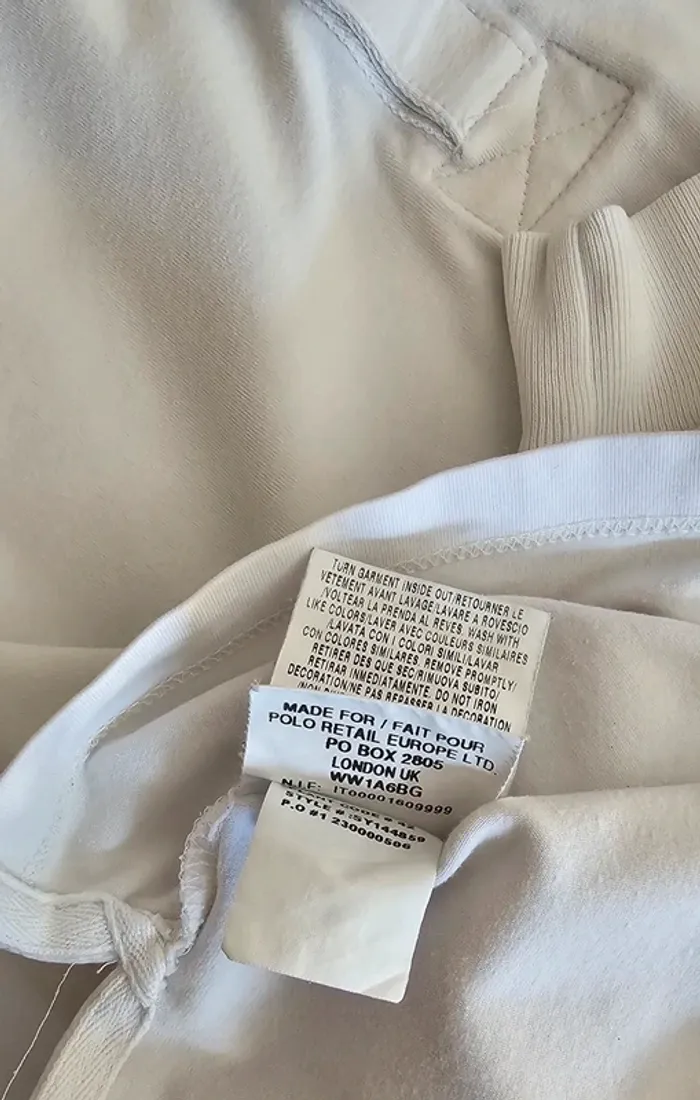 TURN GARMENT INSIDE OUT/RETOURNER LE
VETEMENT AVANT LAVAGE/LAVARE A ROVESCIO
/VOLTEAR LA PRENDA AL REVES. WASH WITH
LIKE COLORS/LAVER AVEC COULEURS SIMILAIRES
/LAVATA CON I COLORI SIMILI/LAVAR
CON COLORES SIMILARES. REMOVE PROMPTLY/
RETIRER DES QUE SEC/RIMUOVA SUBITO/
RETIRAR INMEDIATAMENTE. DO NOT IRON
DECORATION/NE PAS REPASSER LA DECORATION
MADE FOR / FAIT POUR
POLO RETAIL EUROPE LTD.
PO BOX 2805
LONDON UK
WW1A6BG
N.I.F: IT00001609999
STYLE #:SY144859
P.O #1 230000506